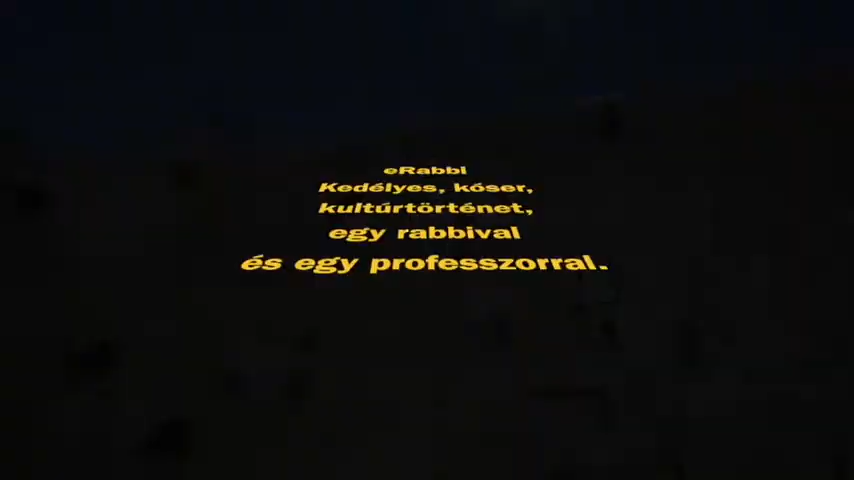 eRabbi
Kedélyes, kóser,
kultúrtörténet,
egy rabbival
és egy professzorral.